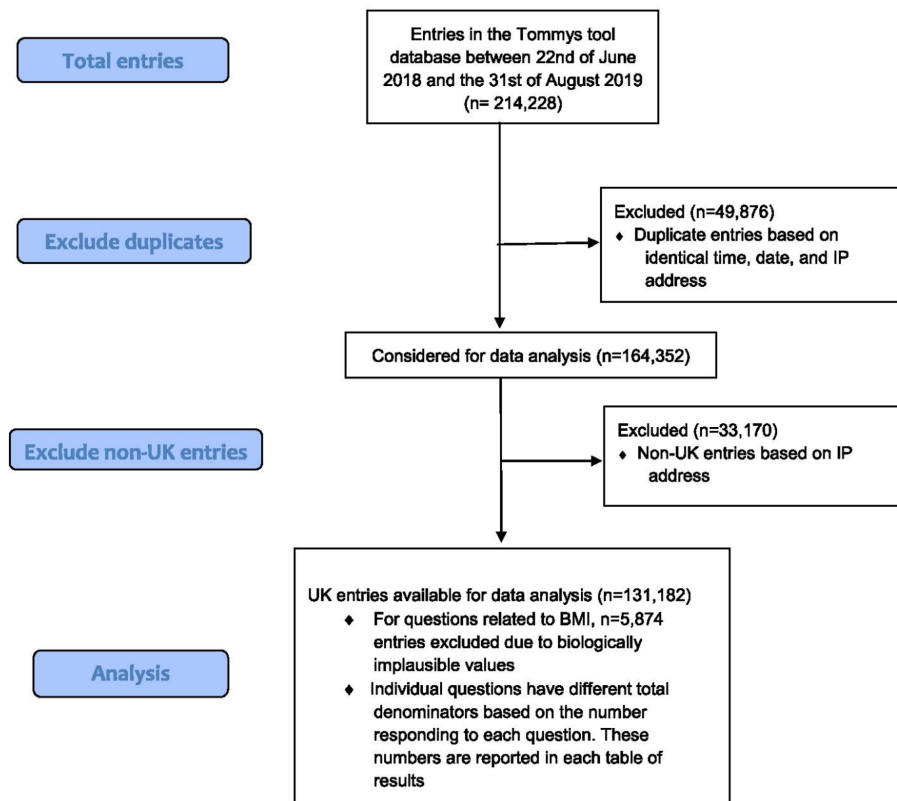 Total entries
Entries in the Tommys tool
database between 22nd of June
2018 and the 31st of August 2019
(n= 214,228)
Exclude duplicates
Excluded (n=49,876)
♦ Duplicate entries based on
identical time, date, and IP
address
Considered for data analysis (n=164,352)
Exclude non-UK entries
Excluded (n=33,170)
♦ Non-UK entries based on IP
address
Analysis
UK entries available for data analysis (n=131,182)
♦ For questions related to BMI, n=5,874
entries excluded due to biologically
implausible values
♦ Individual questions have different total
denominators based on the number
responding to each question. These
numbers are reported in each table of
results